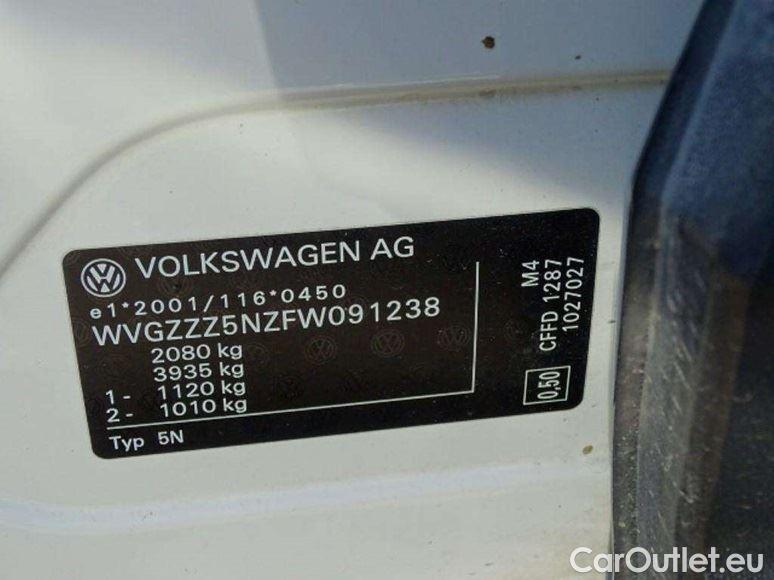 VOLKSWAGEN AG
e1*2001/116*0450
WVGZZZ5NZFW091238
2080 kg
3935 kg
1- 1120 kg
2- 1010 kg
Typ 5N
M4
CFFD 1287
1027027
0,50
CarOutlet.eu